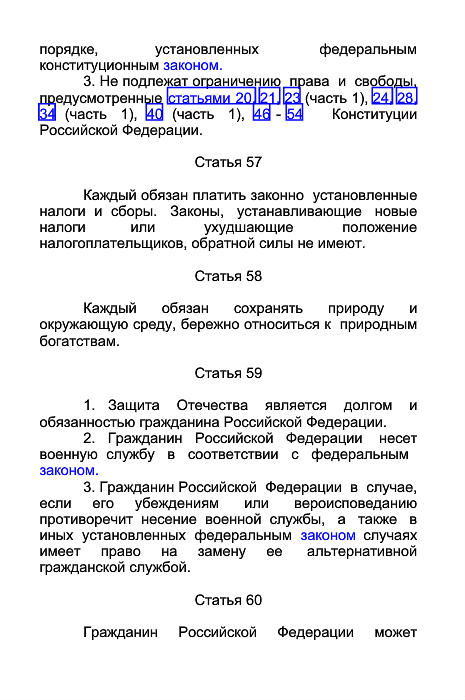 порядке, установленных федеральным
конституционным законом.
3. Не подлежат ограничению права и свободы,
предусмотренные статьями 20, 21, 23 (часть 1), 24, 28,
34 (часть 1), 40 (часть 1), 46 - 54 Конституции
Российской Федерации.
Статья 57
Каждый обязан платить законно установленные
налоги и сборы. Законы, устанавливающие новые
налоги или ухудшающие положение
налогоплательщиков, обратной силы не имеют.
Статья 58
Каждый обязан сохранять природу и
окружающую среду, бережно относиться к природным
богатствам.
Статья 59
1. Защита Отечества является долгом и
обязанностью гражданина Российской Федерации.
2. Гражданин Российской Федерации несет
военную службу в соответствии с федеральным
законом.
3. Гражданин Российской Федерации в случае,
если его убеждениям или вероисповеданию
противоречит несение военной службы, а также в
иных установленных федеральным законом случаях
имеет право на замену ее альтернативной
гражданской службой.
Статья 60
Гражданин Российской Федерации может